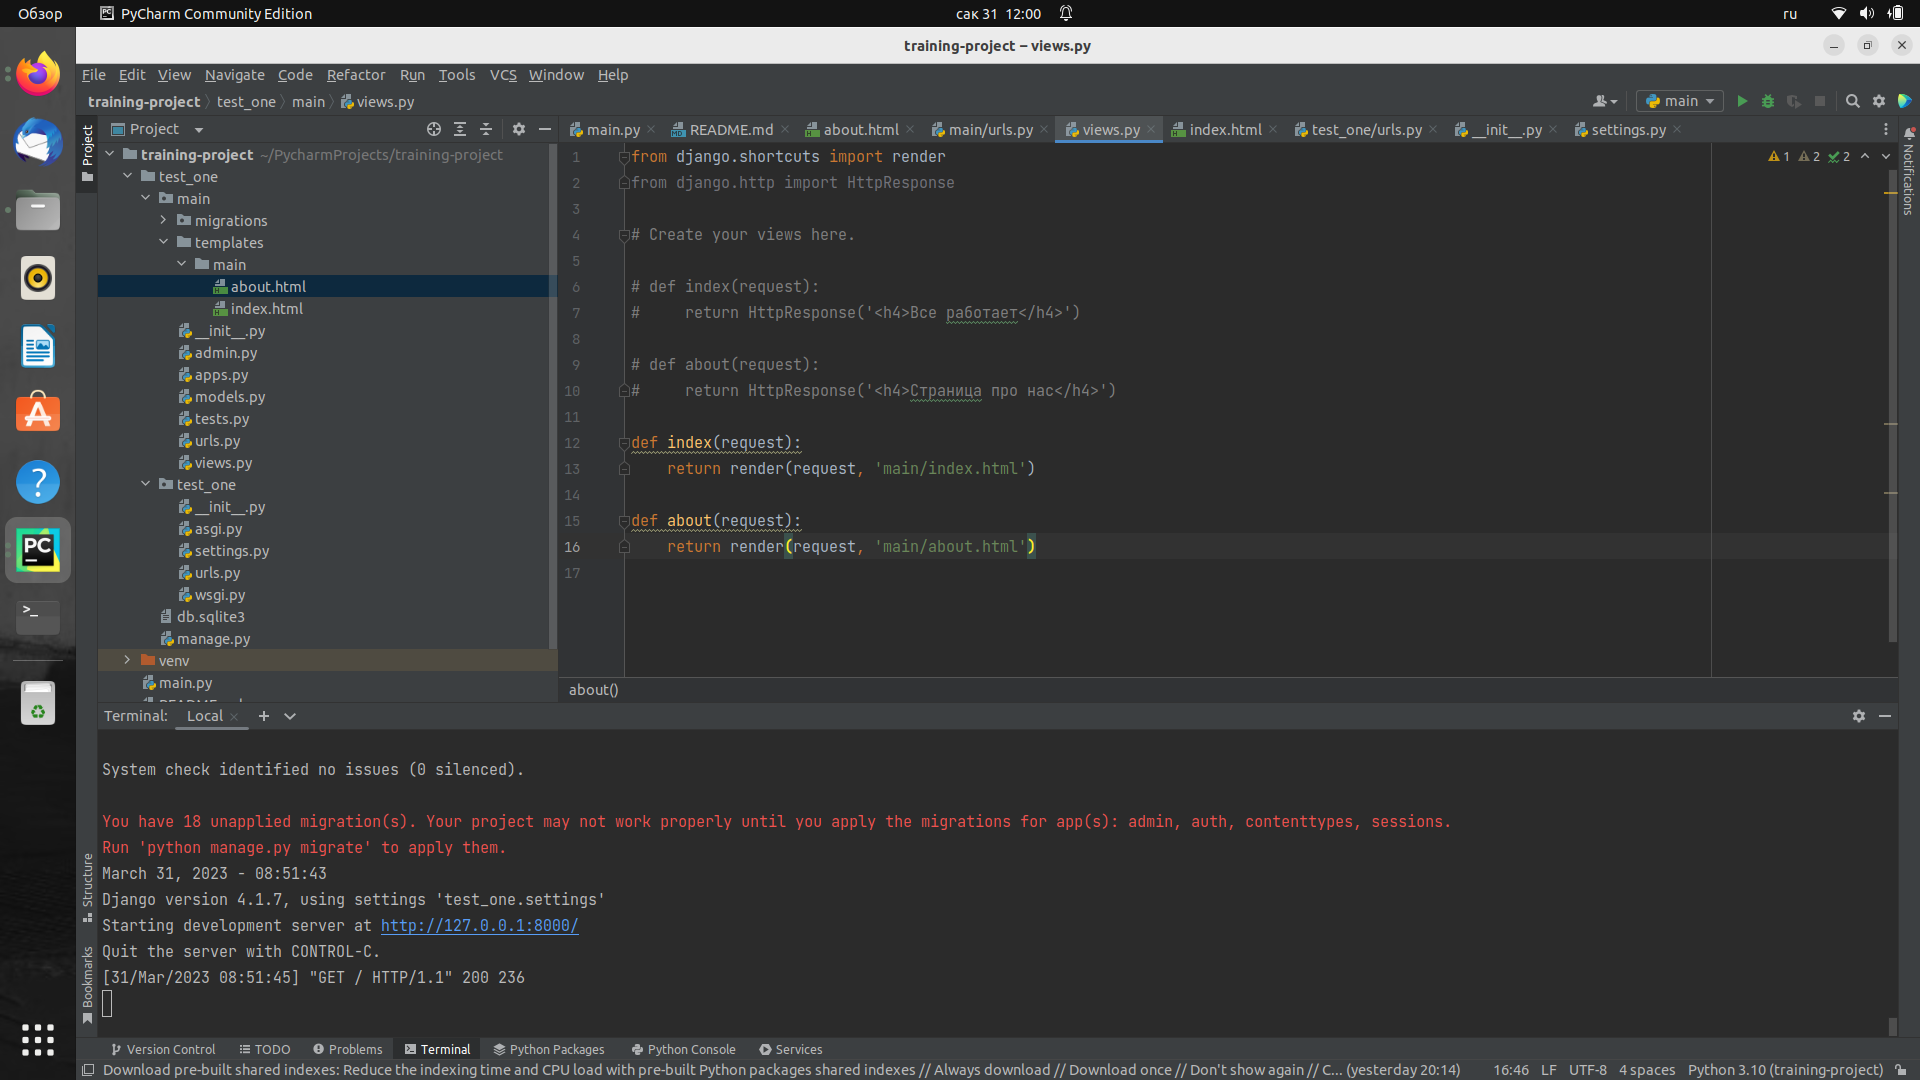 Обзор
PyCharm Community Edition
сак 31 12:00
ru
training-project – views.py
File Edit View Navigate Code Refactor Run Tools VCS Window Help
training-project
test_one
main
views.py
main
Project
main.py
README.md
about.html
main/urls.py
views.py
index.html
test_one/urls.py
__init__.py
settings.py
Project
training-project ~/PycharmProjects/training-project
test_one
main
migrations
templates
main
about.html
index.html
__init__.py
admin.py
apps.py
models.py
tests.py
urls.py
views.py
test_one
__init__.py
asgi.py
settings.py
urls.py
wsgi.py
db.sqlite3
manage.py
venv
main.py
1 from django.shortcuts import render
2 from django.http import HttpResponse
3
4 # Create your views here.
5
6 # def index(request):
7 #     return HttpResponse('<h4>Все работает</h4>')
8
9 # def about(request):
10 #     return HttpResponse('<h4>Страница про нас</h4>')
11
12 def index(request):
13     return render(request, 'main/index.html')
14
15 def about(request):
16     return render(request, 'main/about.html')
17
1 2 2
Notifications
about()
Terminal: Local
System check identified no issues (0 silenced).
You have 18 unapplied migration(s). Your project may not work properly until you apply the migrations for app(s): admin, auth, contenttypes, sessions.
Run 'python manage.py migrate' to apply them.
March 31, 2023 - 08:51:43
Django version 4.1.7, using settings 'test_one.settings'
Starting development server at http://127.0.0.1:8000/
Quit the server with CONTROL-C.
[31/Mar/2023 08:51:45] "GET / HTTP/1.1" 200 236
Structure
Bookmarks
Version Control
TODO
Problems
Terminal
Python Packages
Python Console
Services
Download pre-built shared indexes: Reduce the indexing time and CPU load with pre-built Python packages shared indexes // Always download // Download once // Don't show again // C... (yesterday 20:14)
16:46 LF UTF-8 4 spaces Python 3.10 (training-project)